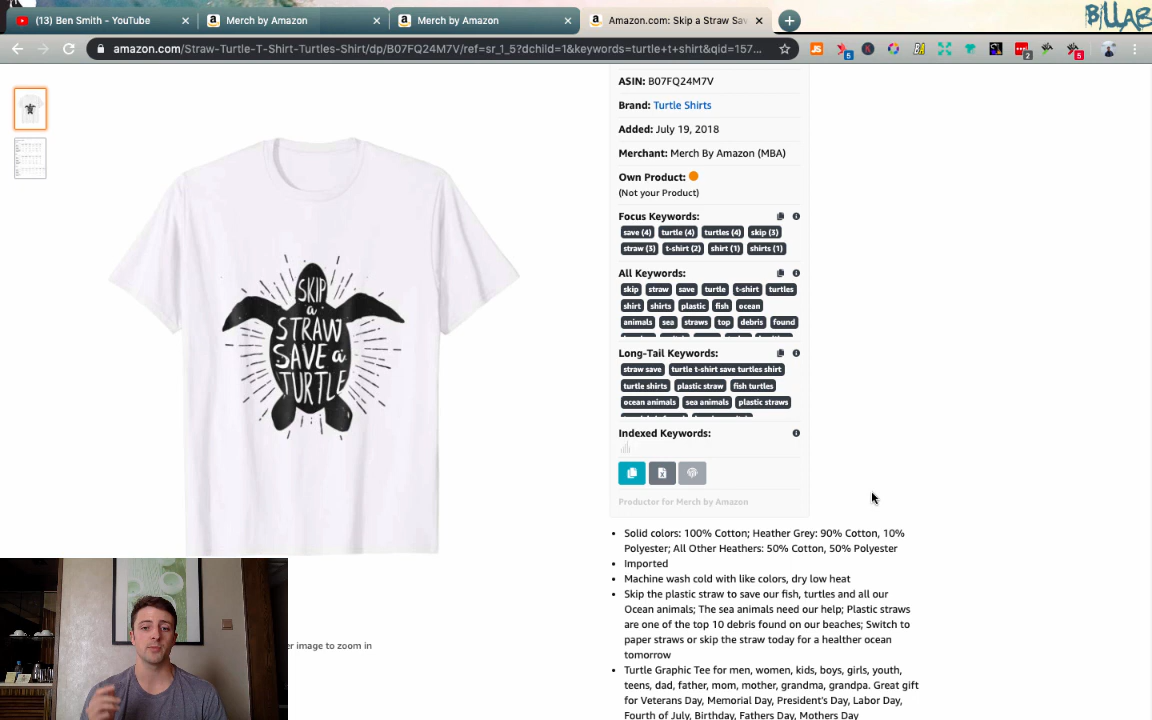 (13) Ben Smith - YouTube
Merch by Amazon
Merch by Amazon
Amazon.com: Skip a Straw Sav
BILLAB
amazon.com/Straw-Turtle-T-Shirt-Turtles-Shirt/dp/B07FQ24M7V/ref=sr_1_5?dchild=1&keywords=turtle+t+shirt&qid=157...
JS
5
BA
2
5
ASIN: B07FQ24M7V
Brand: Turtle Shirts
Added: July 19, 2018
Merchant: Merch By Amazon (MBA)
Own Product:
(Not your Product)
Focus Keywords:
save (4) turtle (4) turtles (4) skip (3)
straw (3) t-shirt (2) shirt (1) shirts (1)
All Keywords:
skip straw save turtle t-shirt turtles
shirt shirts plastic fish ocean
animals sea straws top debris found
Long-Tail Keywords:
straw save turtle t-shirt save turtles shirt
turtle shirts plastic straw fish turtles
ocean animals sea animals plastic straws
Indexed Keywords:
Productor for Merch by Amazon
SKIP
a
STRAW
SAVE a
TURTLE
Solid colors: 100% Cotton; Heather Grey: 90% Cotton, 10%
Polyester; All Other Heathers: 50% Cotton, 50% Polyester
Imported
Machine wash cold with like colors, dry low heat
Skip the plastic straw to save our fish, turtles and all our
Ocean animals; The sea animals need our help; Plastic straws
are one of the top 10 debris found on our beaches; Switch to
paper straws or skip the straw today for a healther ocean
tomorrow
Turtle Graphic Tee for men, women, kids, boys, girls, youth,
teens, dad, father, mom, mother, grandma, grandpa. Great gift
for Veterans Day, Memorial Day, President's Day, Labor Day,
Fourth of July, Birthday, Fathers Day, Mothers Day
er image to zoom in